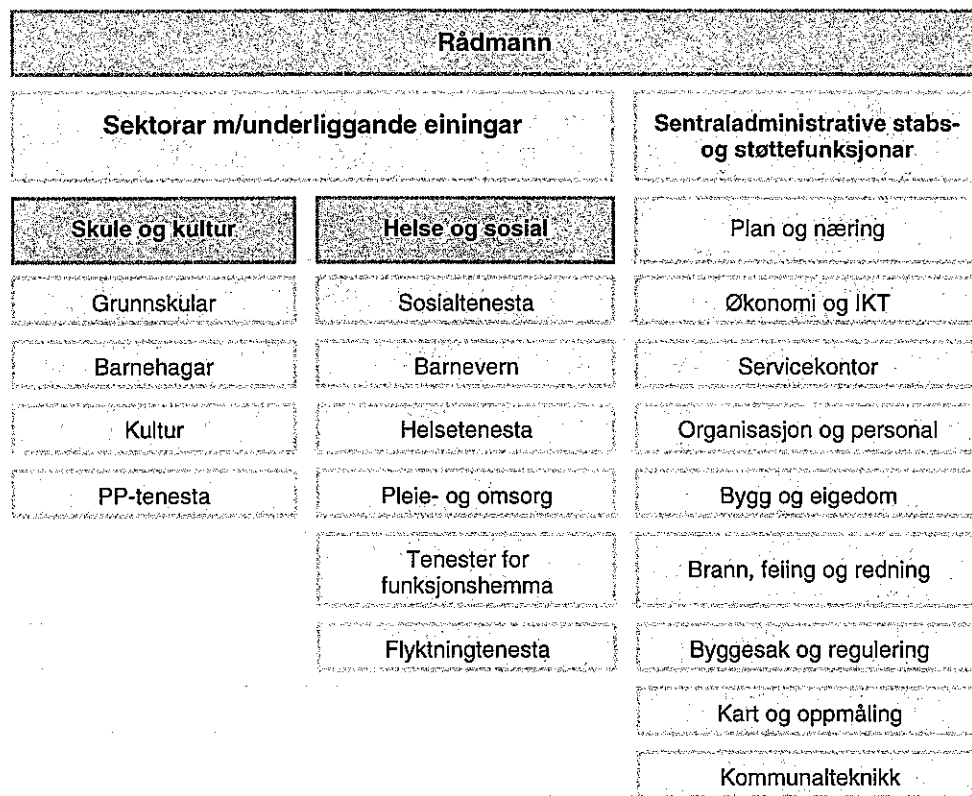 Rådmann
Sektorar m/underliggande einingar
Sentraladministrative stabs-
og støttefunksjonar
Skule og kultur
Helse og sosial
Plan og næring
Grunnskular
Sosialtenesta
Økonomi og IKT
Barnehagar
Barnevern
Servicekontor
Kultur
Helsetenesta
Organisasjon og personal
PP-tenesta
Pleie- og omsorg
Bygg og eigedom
Tenester for
funksjonshemma
Brann, feiing og redning
Flyktningtenesta
Byggesak og regulering
Kart og oppmåling
Kommunalteknikk